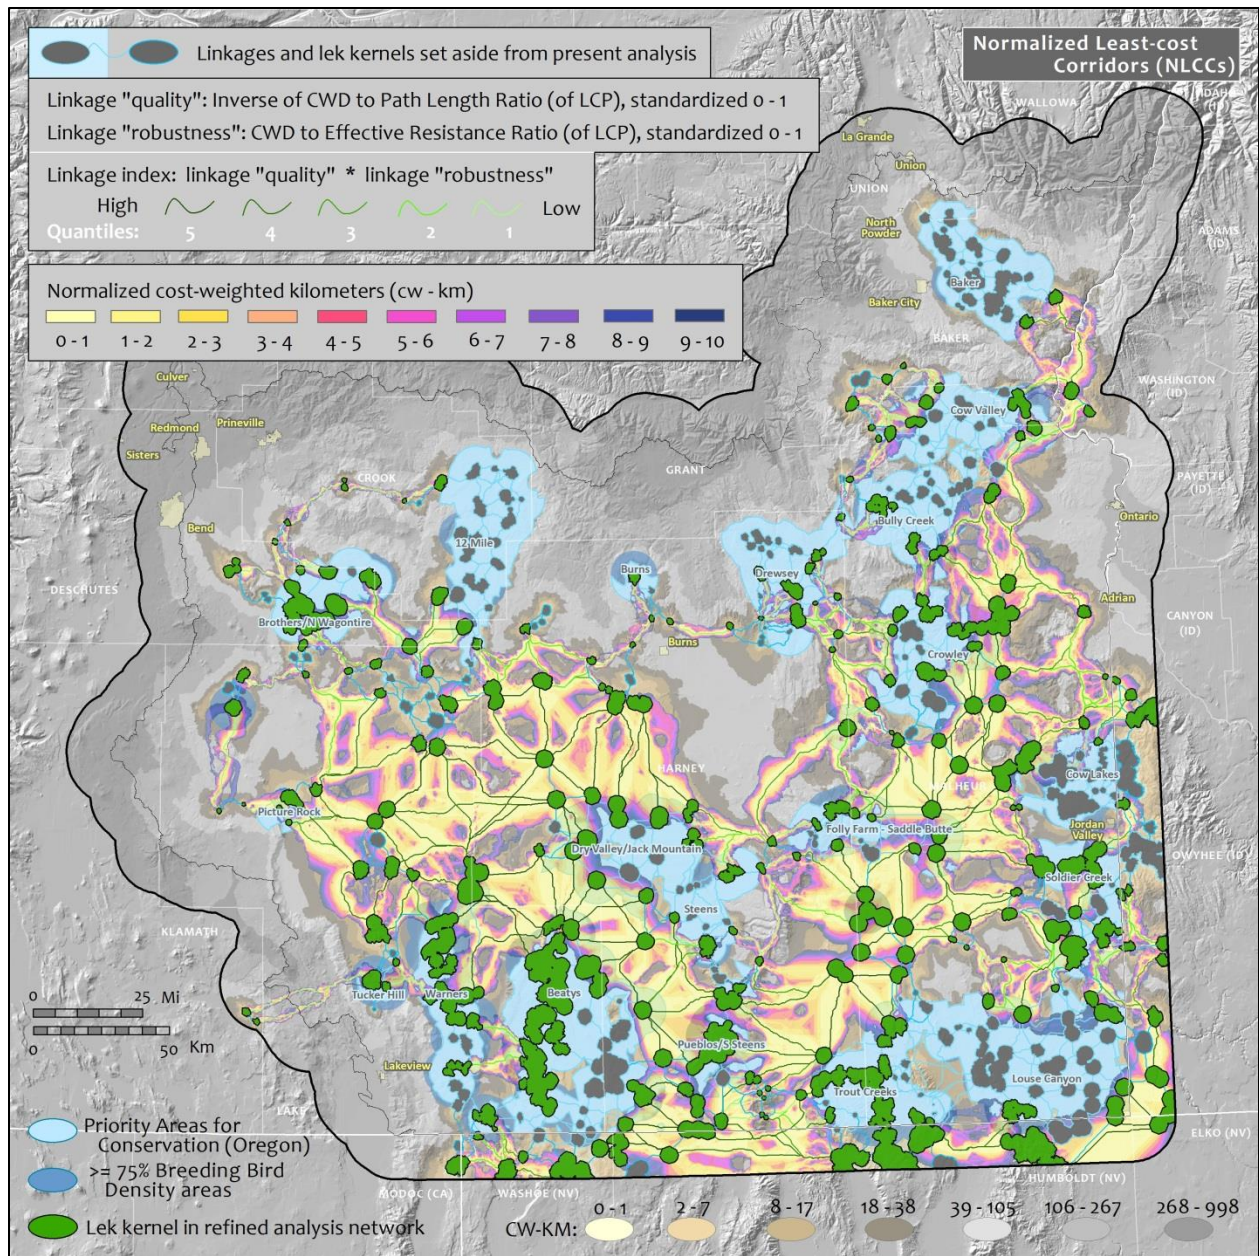 Linkages and lek kernels set aside from present analysis
Normalized Least-cost
Corridors (NLCCs)
Linkage "quality": Inverse of CWD to Path Length Ratio (of LCP), standardized 0 - 1
Linkage "robustness": CWD to Effective Resistance Ratio (of LCP), standardized 0 - 1
Linkage index: linkage "quality" * linkage "robustness"
High Low
Quantiles: 5 4 3 2 1
Normalized cost-weighted kilometers (cw - km)
0 - 1 1 - 2 2 - 3 3 - 4 4 - 5 5 - 6 6 - 7 7 - 8 8 - 9 9 - 10
IDAHO
(ID)
WALLOWA
La Grande
Union
UNION
North
Powder
ADAMS
(ID)
Baker
Baker City
BAKER
WASHINGTON
(ID)
Culver
Redmond
Prineville
Sisters
Cow Valley
GRANT
CROOK
PAYETTE
(ID)
Bend
Ontario
Bully Creek
12 Mile
Burns
Drewsey
DESCHUTES
Adrian
Brothers/N Wagontire
CANYON
(ID)
Burns
Crowley
HARNEY
Cow Lakes
MALHEUR
Picture Rock
Folly Farm - Saddle Butte
Jordan
Valley
Dry Valley/Jack Mountain
OWYHEE (ID)
Soldier Creek
Steens
KLAMATH
0 25 Mi
0 50 Km
Tucker Hill
Warners
Beatys
Pueblos/S Steens
Lakeview
Louse Canyon
Trout Creeks
LAKE
Priority Areas for
Conservation (Oregon)
ELKO (NV)
>= 75% Breeding Bird
Density areas
MODOC (CA)
WASHOE (NV)
HUMBOLDT (NV)
Lek kernel in refined analysis network
CW-KM: 0 - 1 2 - 7 8 - 17 18 - 38 39 - 105 106 - 267 268 - 998